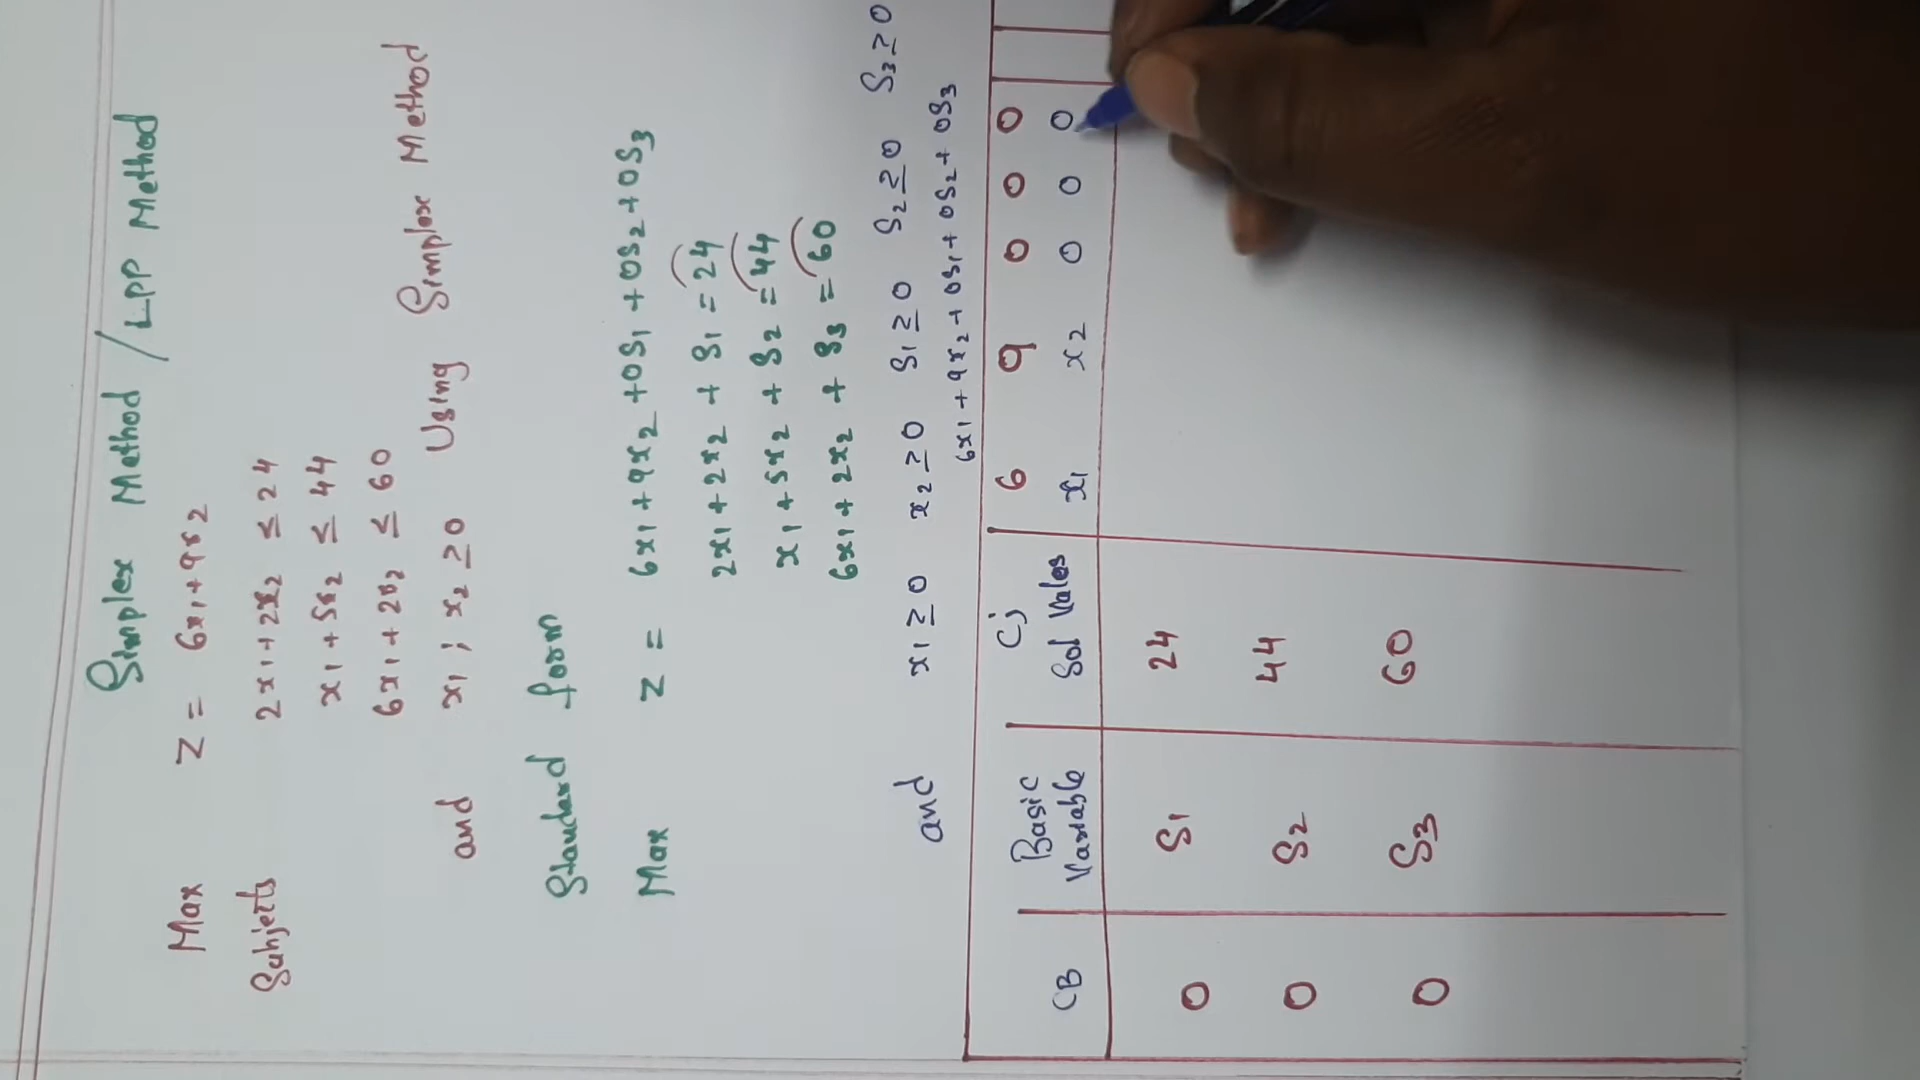 Simplex Method / LPP Method
Max Z = 6x1 + 9x2
Subjects 2x1 + 2x2 ≤ 24
x1 + 5x2 ≤ 44
6x1 + 2x2 ≤ 60
and x1 ; x2 ≥ 0 Using Simplex Method
Standard form
Max Z = 6x1 + 9x2 + 0S1 + 0S2 + 0S3
2x1 + 2x2 + S1 = 24
x1 + 5x2 + S2 = 44
6x1 + 2x2 + S3 = 60
and x1 ≥ 0 x2 ≥ 0 S1 ≥ 0 S2 ≥ 0 S3 ≥ 0
6x1 + 9x2 + 0S1 + 0S2 + 0S3
Cj 6 9 0 0 0
CB Basic Variable Sol Vales x1 x2 0 0 0
0 S1 24
0 S2 44
0 S3 60